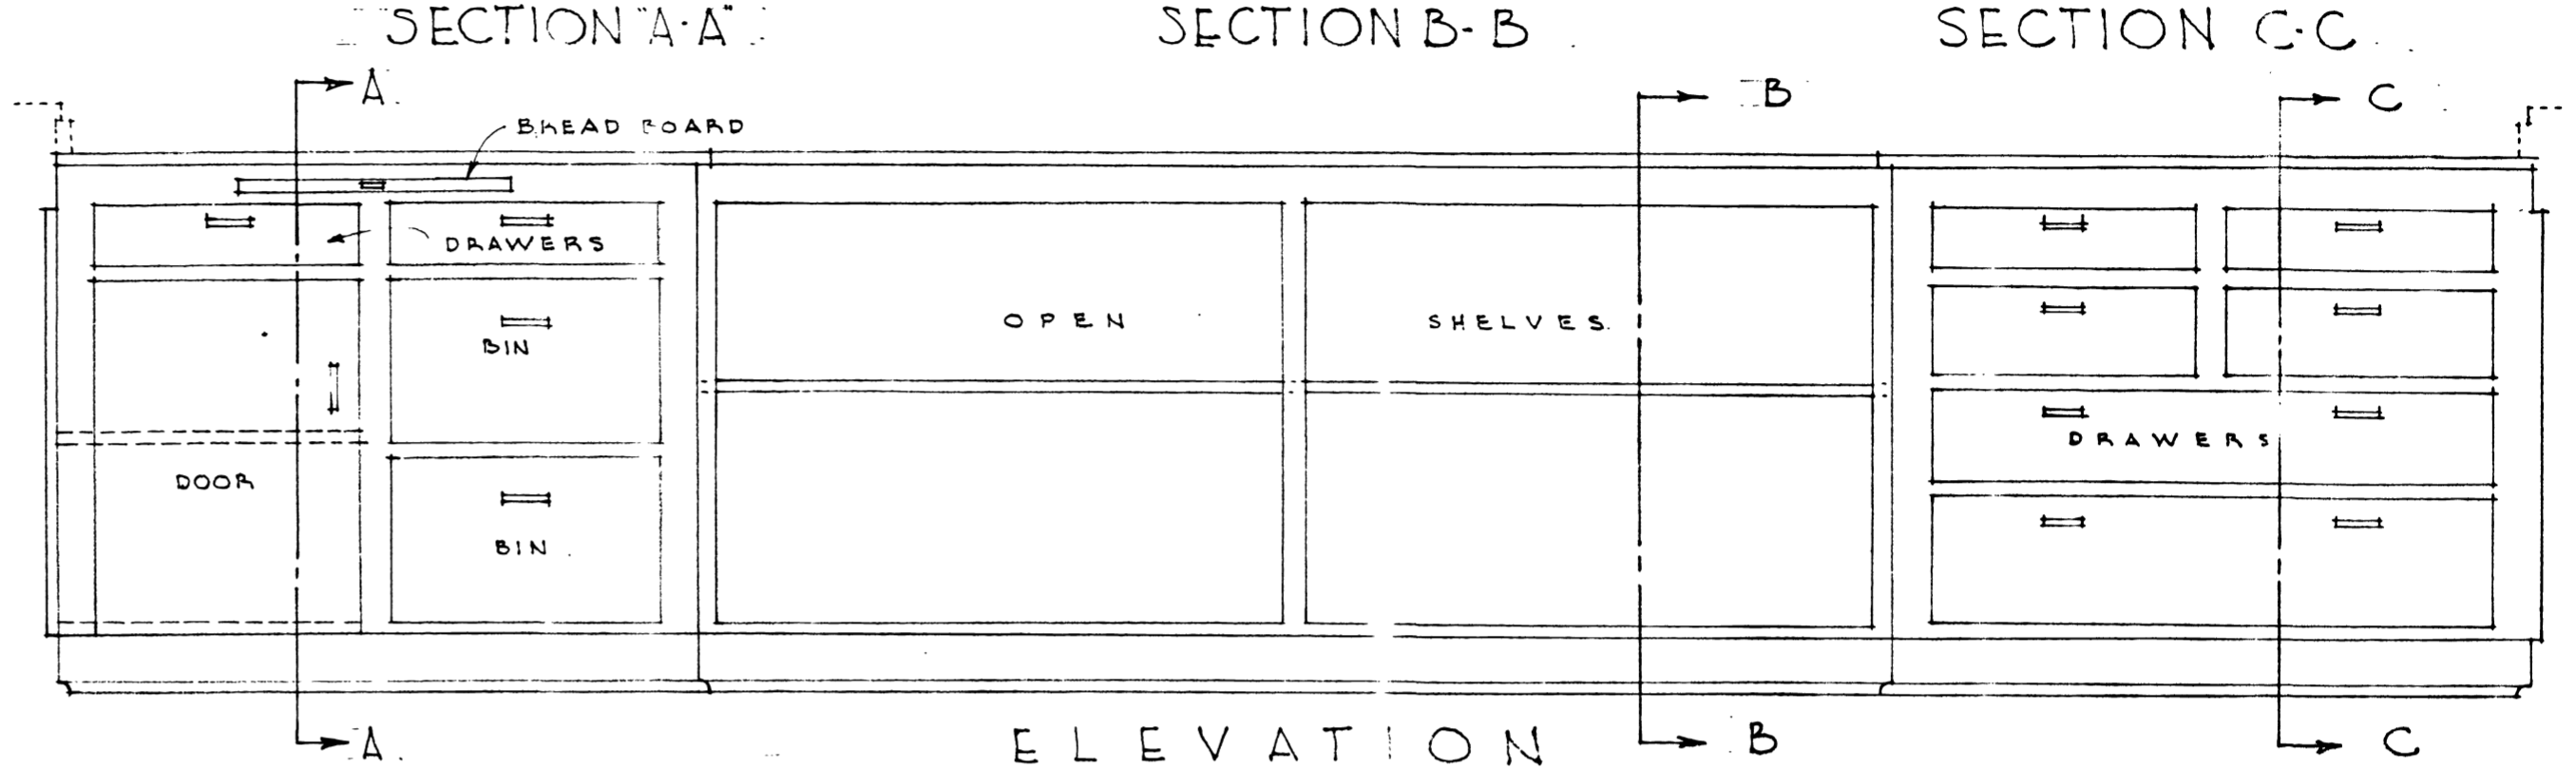 SECTION "A-A"
SECTION B-B
SECTION C-C
A
B
C
BREAD BOARD
DRAWERS
OPEN
SHELVES
BIN
DRAWERS
DOOR
BIN
A
B
C
ELEVATION